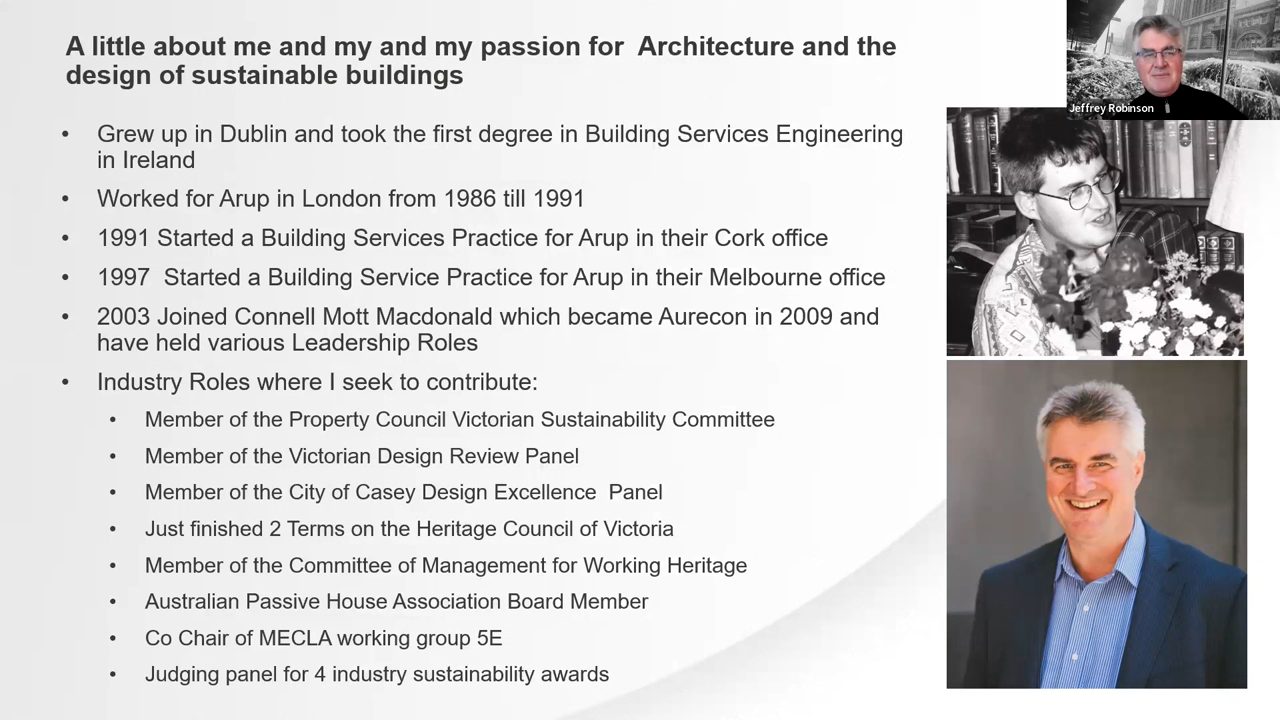 A little about me and my and my passion for  Architecture and the
design of sustainable buildings
Jeffrey Robinson
• Grew up in Dublin and took the first degree in Building Services Engineering
in Ireland
• Worked for Arup in London from 1986 till 1991
• 1991 Started a Building Services Practice for Arup in their Cork office
• 1997  Started a Building Service Practice for Arup in their Melbourne office
• 2003 Joined Connell Mott Macdonald which became Aurecon in 2009 and
have held various Leadership Roles
• Industry Roles where I seek to contribute:
• Member of the Property Council Victorian Sustainability Committee
• Member of the Victorian Design Review Panel
• Member of the City of Casey Design Excellence  Panel
• Just finished 2 Terms on the Heritage Council of Victoria
• Member of the Committee of Management for Working Heritage
• Australian Passive House Association Board Member
• Co Chair of MECLA working group 5E
• Judging panel for 4 industry sustainability awards